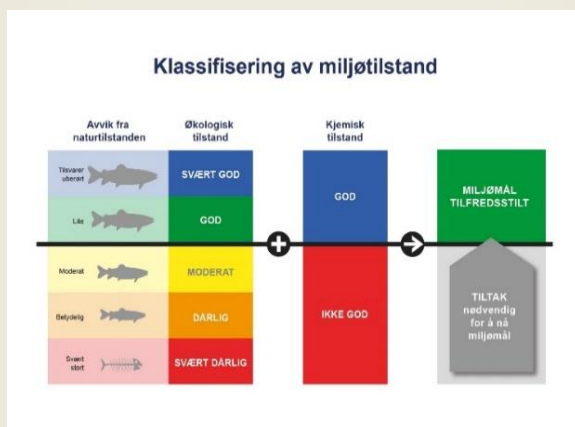 Klassifisering av miljøtilstand
Avvik fra
naturtilstanden
Økologisk
tilstand
Kjemisk
tilstand
Tilsvarer
uberørt
SVÆRT GOD
Lite
GOD
Moderat
MODERAT
Betydelig
DÅRLIG
Svært
stort
SVÆRT DÅRLIG
GOD
IKKE GOD
MILJØMÅL
TILFREDSSTILT
TILTAK
nødvendig
for å nå
miljømål